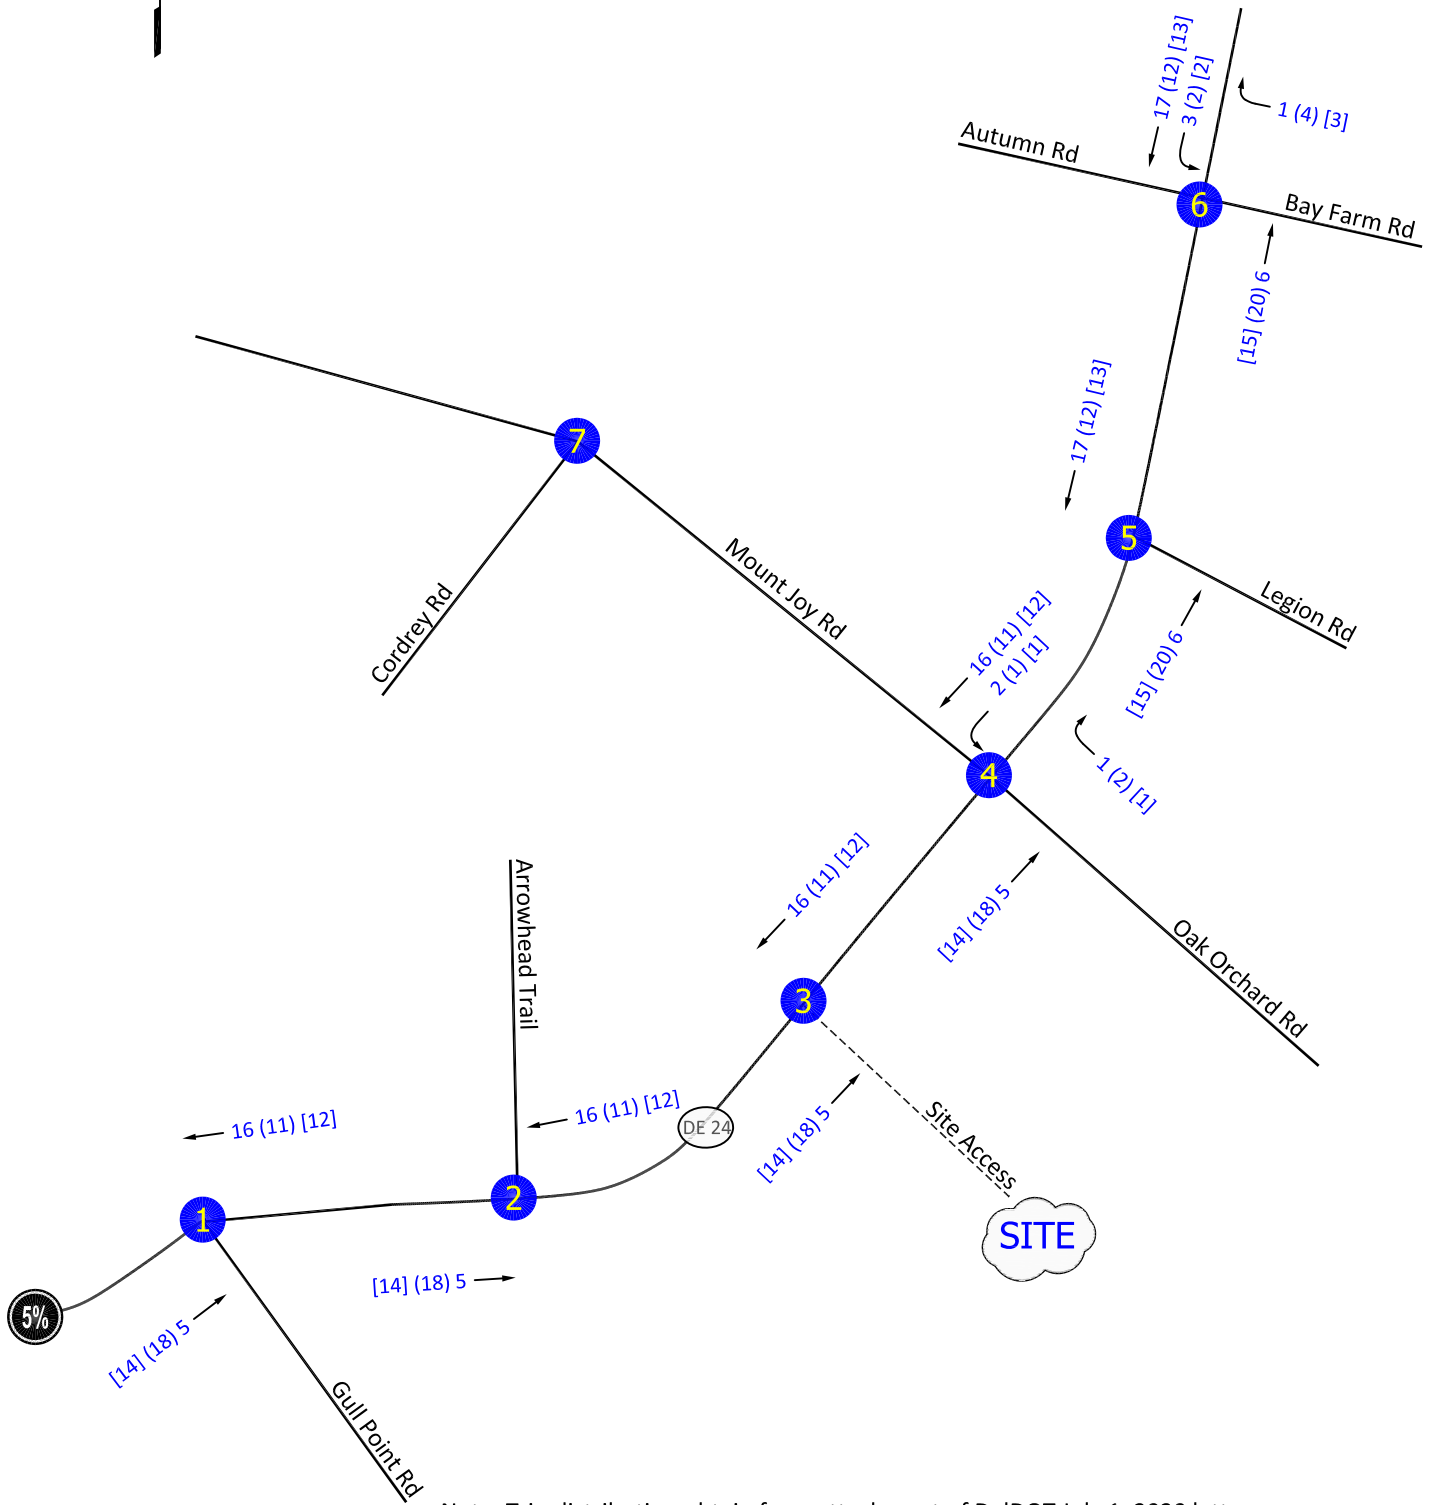 17 (12) [13]
3 (2) [2]
1 (4) [3]
Autumn Rd
6
Bay Farm Rd
[15] (20) 6
17 (12) [13]
7
5
Mount Joy Rd
Legion Rd
Cordrey Rd
16 (11) [12]
2 (1) [1]
[15] (20) 6
4
1 (2) [1]
16 (11) [12]
[14] (18) 5
Arrowhead Trail
Oak Orchard Rd
3
16 (11) [12]
16 (11) [12]
DE 24
[14] (18) 5
Site Access
2
1
SITE
[14] (18) 5
5%
[14] (18) 5
Gull Point Rd